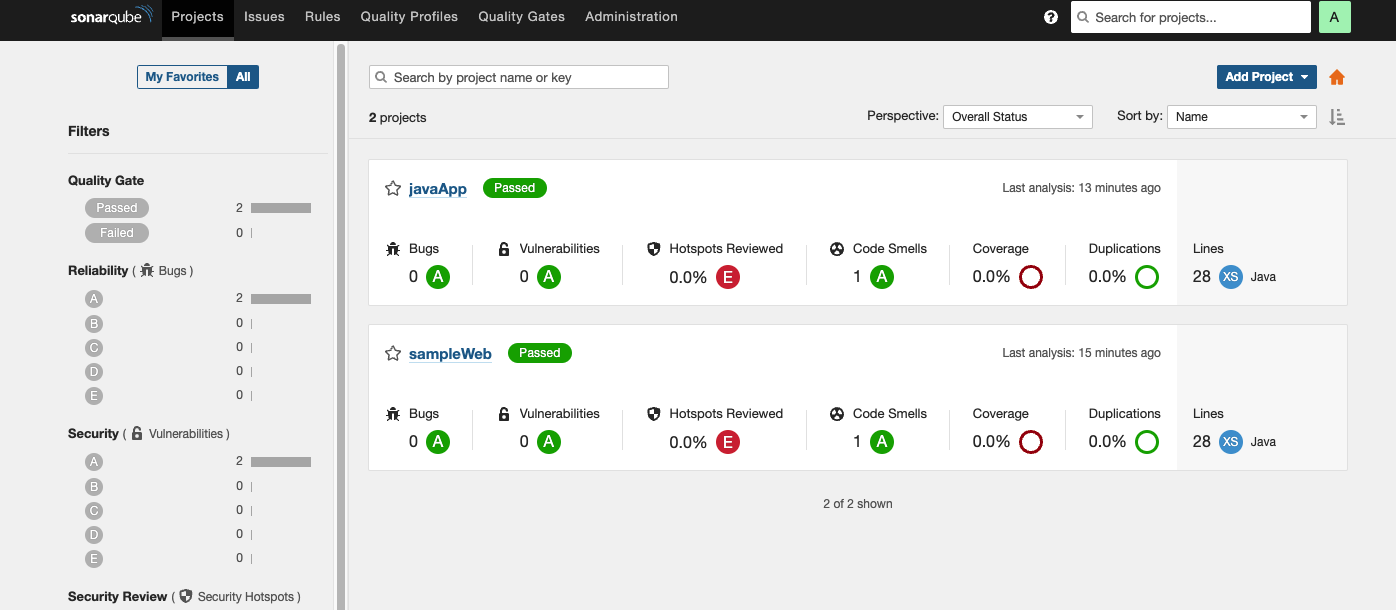 sonarqube Projects Issues Rules Quality Profiles Quality Gates Administration ? Search for projects... A
My Favorites All
Filters
Quality Gate
Passed 2
Failed 0
Reliability ( Bugs )
A 2
B 0
C 0
D 0
E 0
Security ( Vulnerabilities )
A 2
B 0
C 0
D 0
E 0
Security Review ( Security Hotspots )
Search by project name or key Add Project
2 projects Perspective: Overall Status Sort by: Name
javaApp Passed Last analysis: 13 minutes ago
Bugs Vulnerabilities Hotspots Reviewed Code Smells Coverage Duplications Lines
0 A 0 A 0.0% E 1 A 0.0% 0.0% 28 XS Java
sampleWeb Passed Last analysis: 15 minutes ago
Bugs Vulnerabilities Hotspots Reviewed Code Smells Coverage Duplications Lines
0 A 0 A 0.0% E 1 A 0.0% 0.0% 28 XS Java
2 of 2 shown